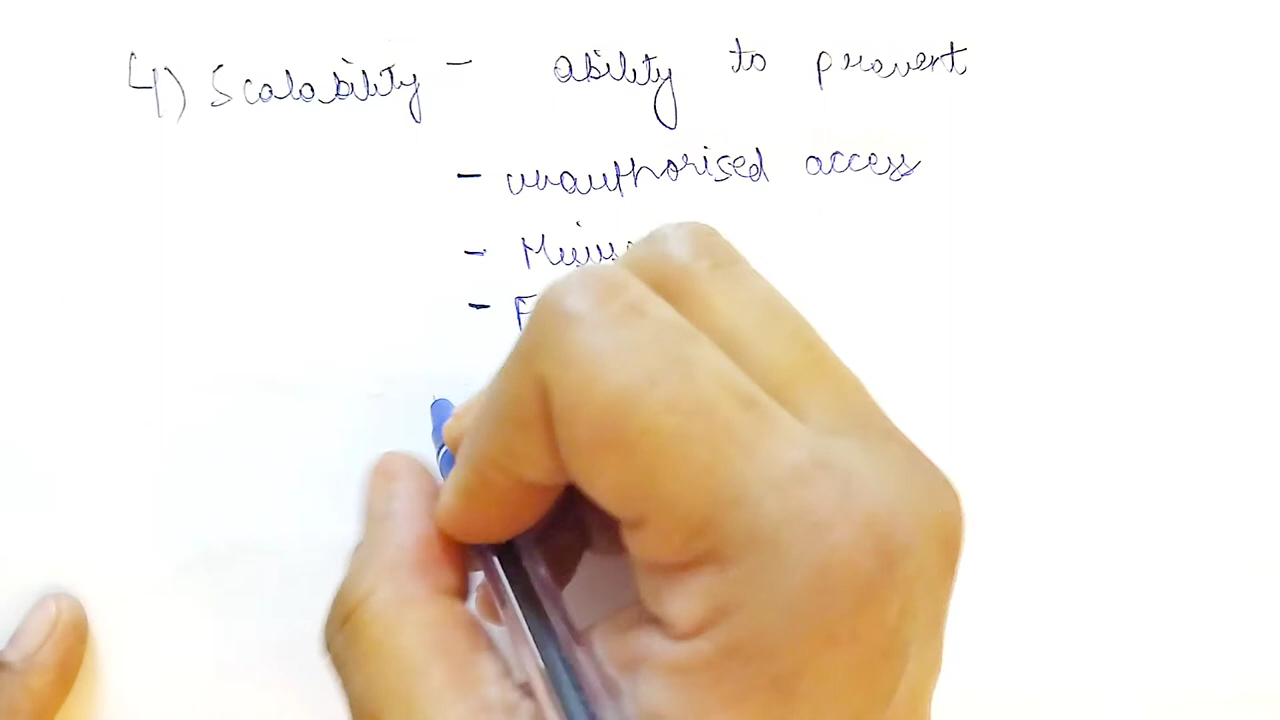 4) Scalability - ability to prevent
- unauthorised access
-
-